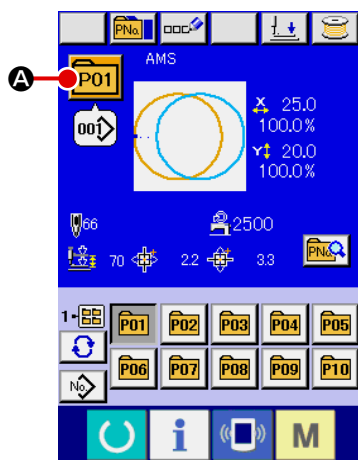 PNo.
A
P01
AMS
001
X 25.0
100.0%
Y 20.0
100.0%
66
2500
70
2.2
3.3
PNo.
1-
P01 P02 P03 P04 P05
No.
P06 P07 P08 P09 P10
i
M